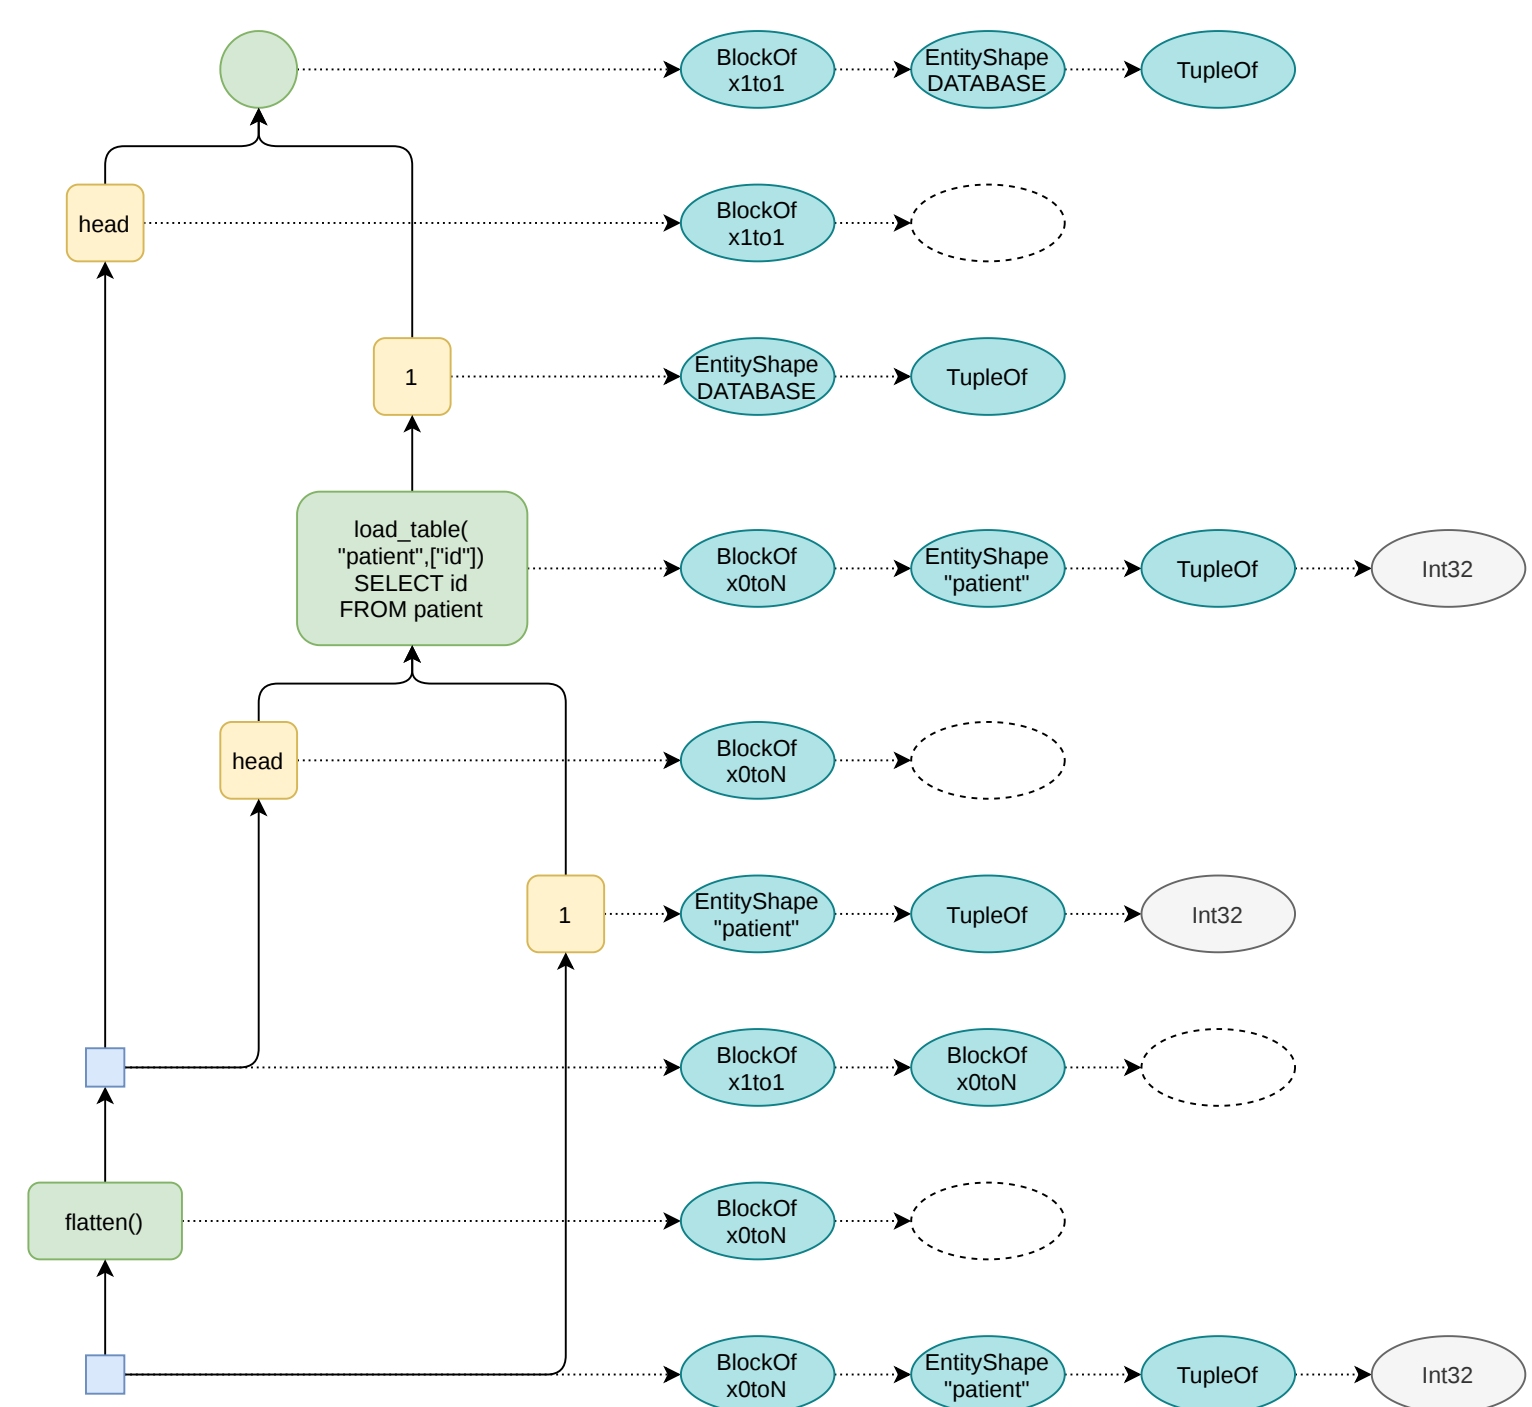 BlockOf
x1to1
EntityShape
DATABASE
TupleOf
head
BlockOf
x1to1
1
EntityShape
DATABASE
TupleOf
load_table(
"patient",["id"])
SELECT id
FROM patient
BlockOf
x0toN
EntityShape
"patient"
TupleOf
Int32
head
BlockOf
x0toN
1
EntityShape
"patient"
TupleOf
Int32
BlockOf
x1to1
BlockOf
x0toN
flatten()
BlockOf
x0toN
BlockOf
x0toN
EntityShape
"patient"
TupleOf
Int32